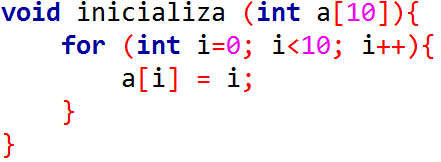 void inicializa (int a[10]){
    for (int i=0; i<10; i++){
        a[i] = i;
    }
}